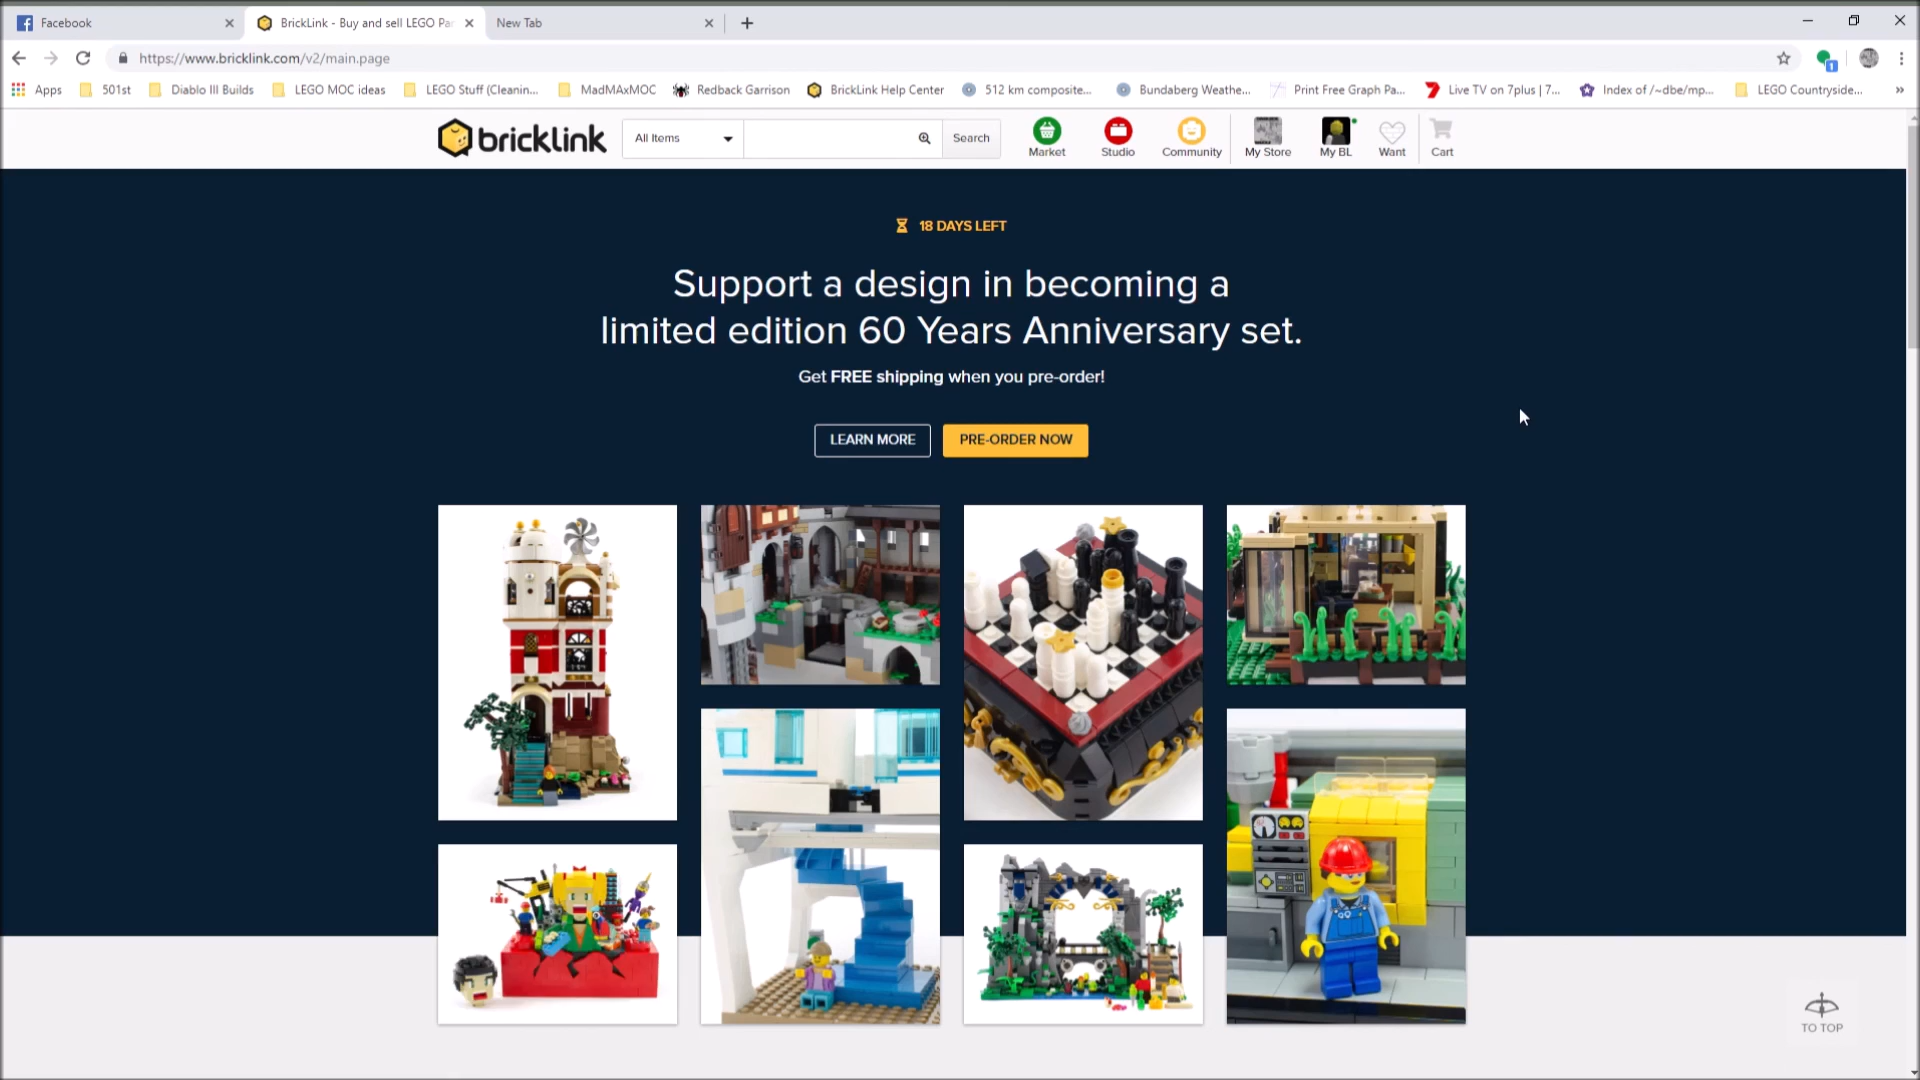 Facebook
BrickLink - Buy and sell LEGO Par
New Tab
https://www.bricklink.com/v2/main.page
1
Apps
501st
Diablo III Builds
LEGO MOC ideas
LEGO Stuff (Cleanin...
MadMAxMOC
Redback Garrison
BrickLink Help Center
512 km composite...
Bundaberg Weathe...
Print Free Graph Pa...
Live TV on 7plus | 7...
Index of /~dbe/mp...
LEGO Countryside...
bricklink
All Items
Search
Market
Studio
Community
My Store
My BL
Want
Cart
18 DAYS LEFT
Support a design in becoming a
limited edition 60 Years Anniversary set.
Get FREE shipping when you pre-order!
LEARN MORE
PRE-ORDER NOW
TO TOP